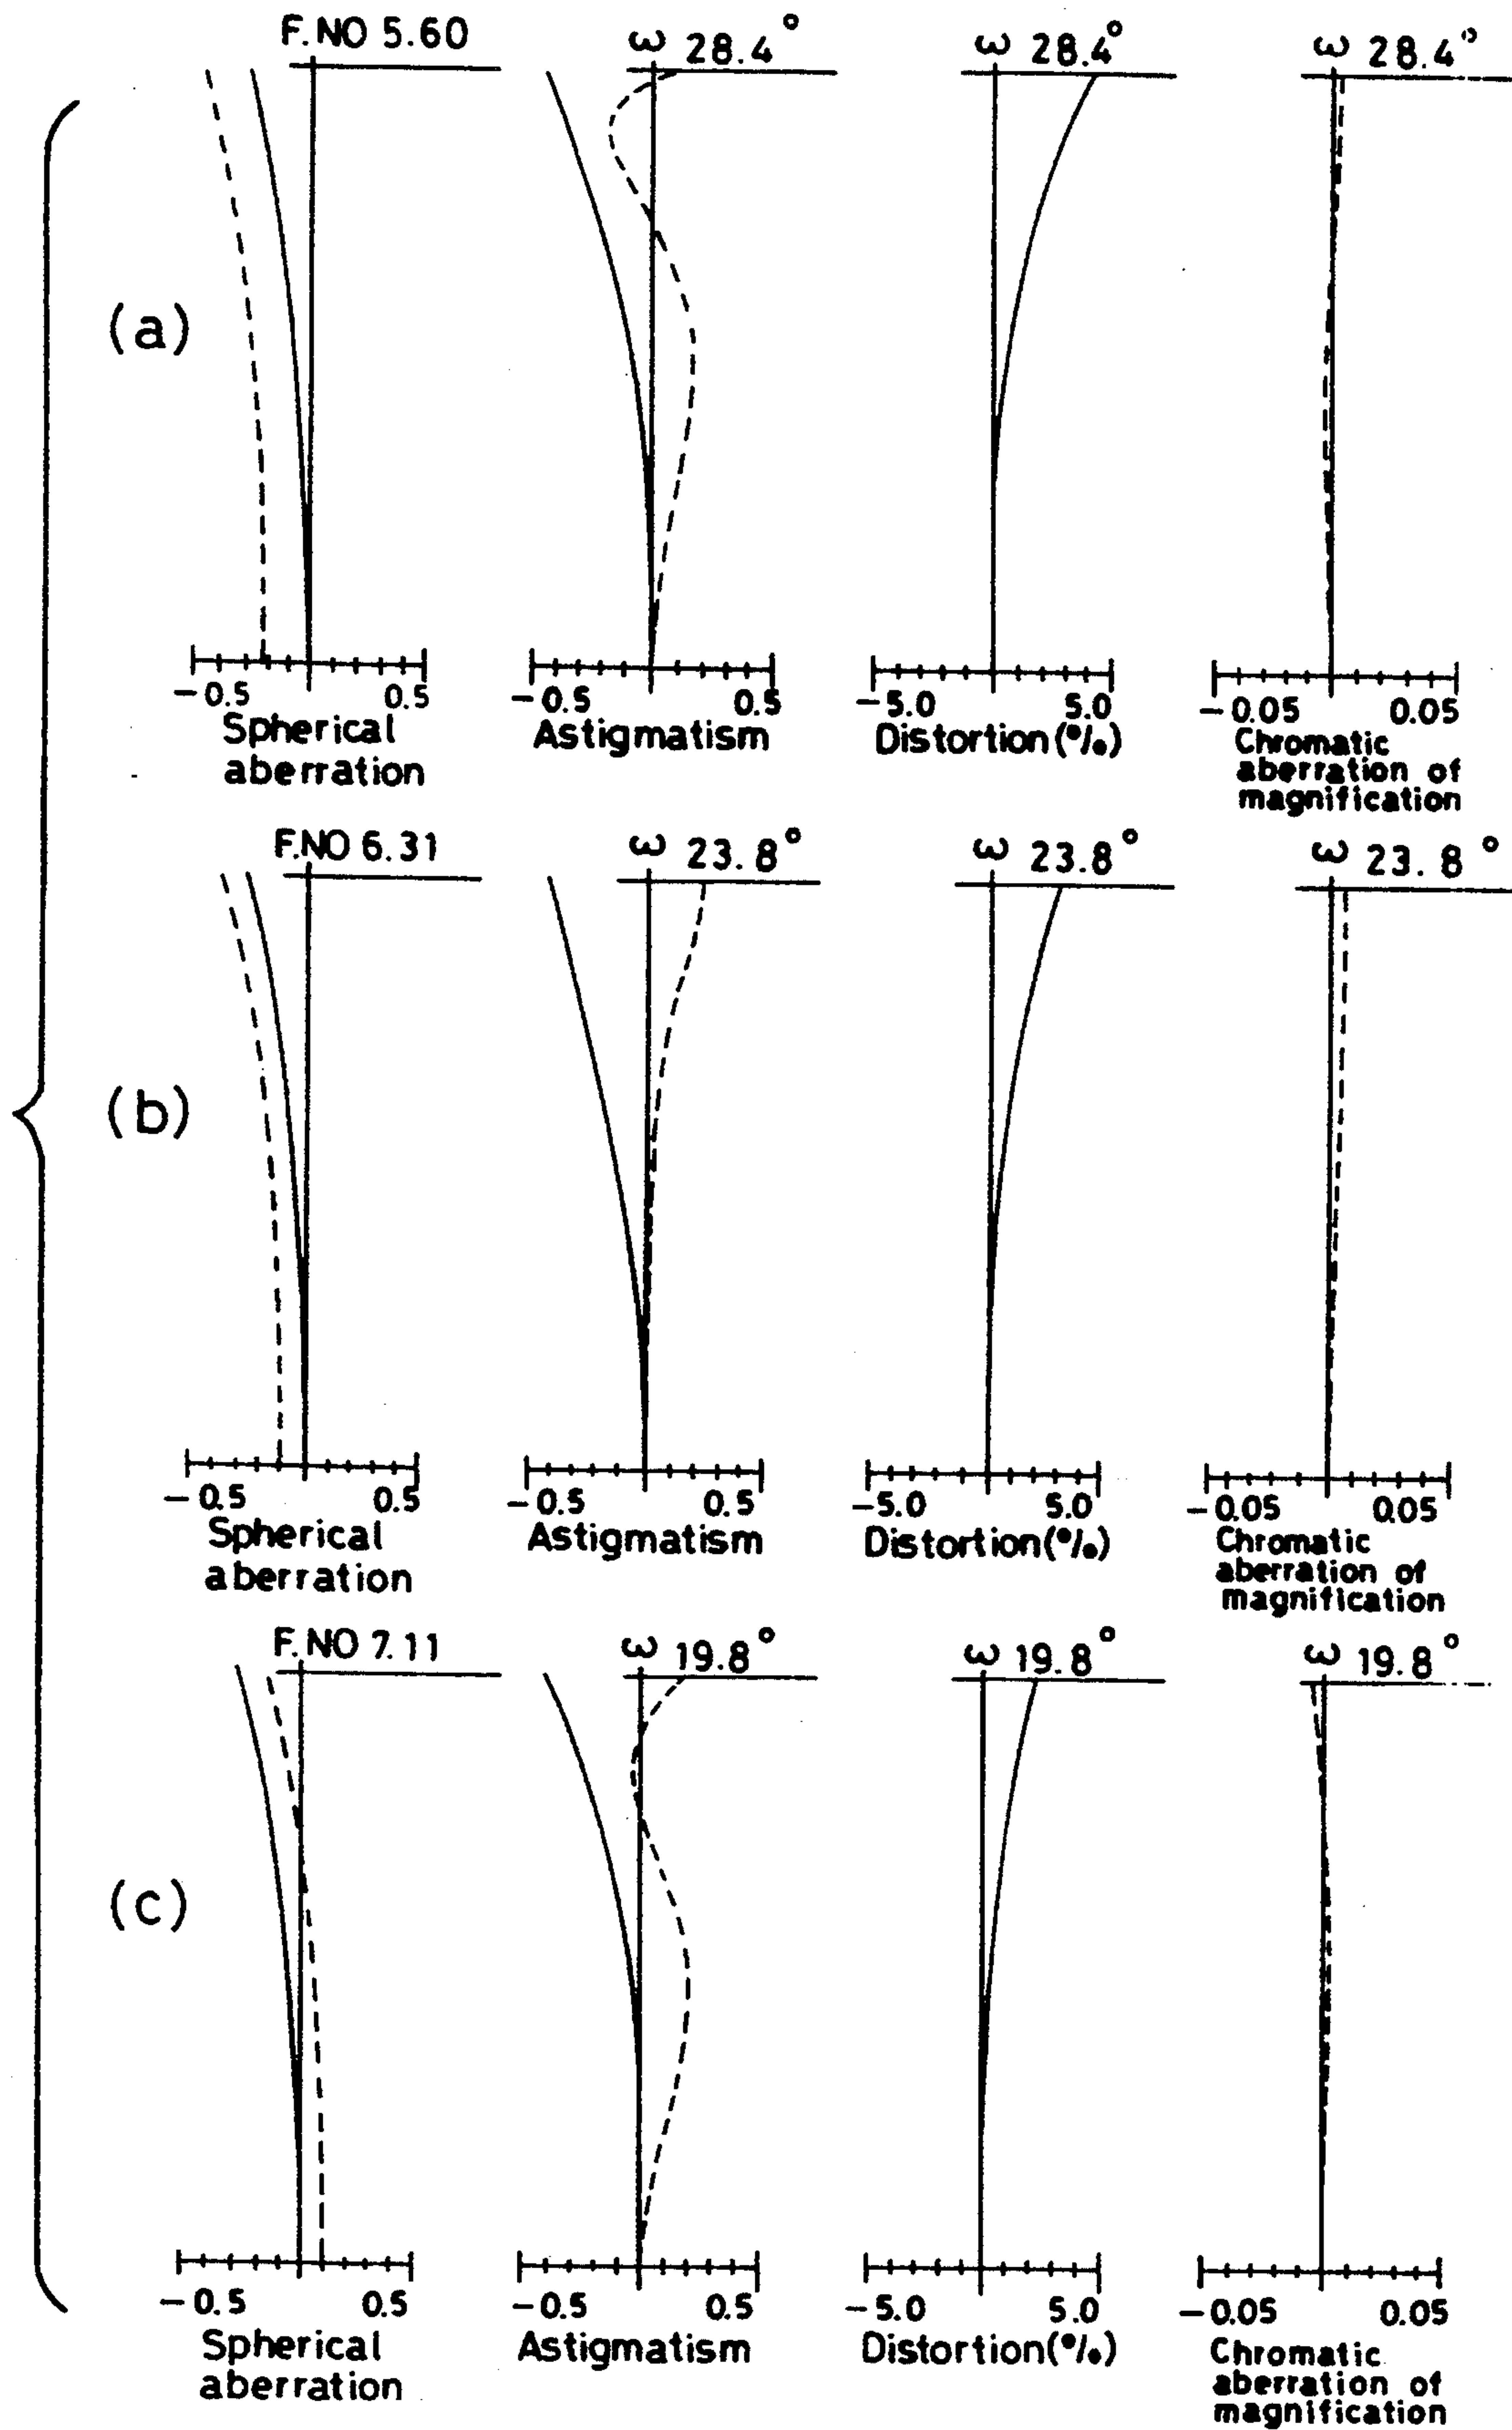 F.NO 5.60
ω 28.4°
ω 28.4°
ω 28.4°
(a)
-0.5 0.5
Spherical
aberration
-0.5 0.5
Astigmatism
-5.0 5.0
Distortion(%)
-0.05 0.05
Chromatic
aberration of
magnification
F.NO 6.31
ω 23.8°
ω 23.8°
ω 23.8°
(b)
-0.5 0.5
Spherical
aberration
-0.5 0.5
Astigmatism
-5.0 5.0
Distortion(%)
-0.05 0.05
Chromatic
aberration of
magnification
F.NO 7.11
ω 19.8°
ω 19.8°
ω 19.8°
(c)
-0.5 0.5
Spherical
aberration
-0.5 0.5
Astigmatism
-5.0 5.0
Distortion(%)
-0.05 0.05
Chromatic
aberration of
magnification